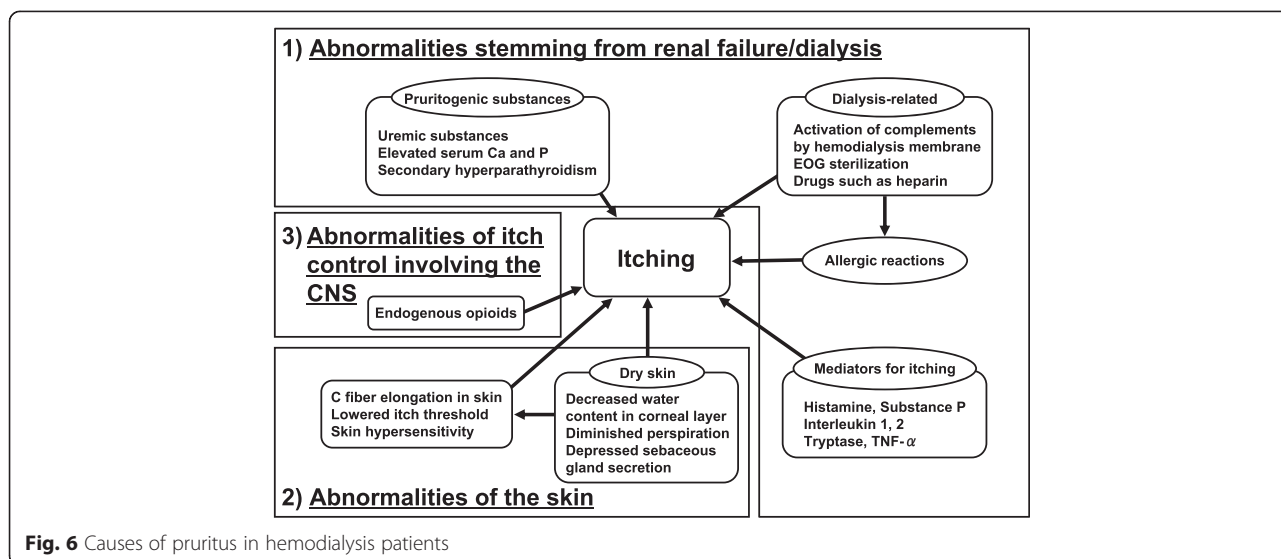 1) Abnormalities stemming from renal failure/dialysis
Pruritogenic substances
Uremic substances
Elevated serum Ca and P
Secondary hyperparathyroidism
Dialysis-related
Activation of complements
by hemodialysis membrane
EOG sterilization
Drugs such as heparin
3) Abnormalities of itch
control involving the
CNS
Endogenous opioids
Itching
Allergic reactions
C fiber elongation in skin
Lowered itch threshold
Skin hypersensitivity
Dry skin
Decreased water
content in corneal layer
Diminished perspiration
Depressed sebaceous
gland secretion
Mediators for itching
Histamine, Substance P
Interleukin 1, 2
Tryptase, TNF-α
2) Abnormalities of the skin
Fig. 6 Causes of pruritus in hemodialysis patients